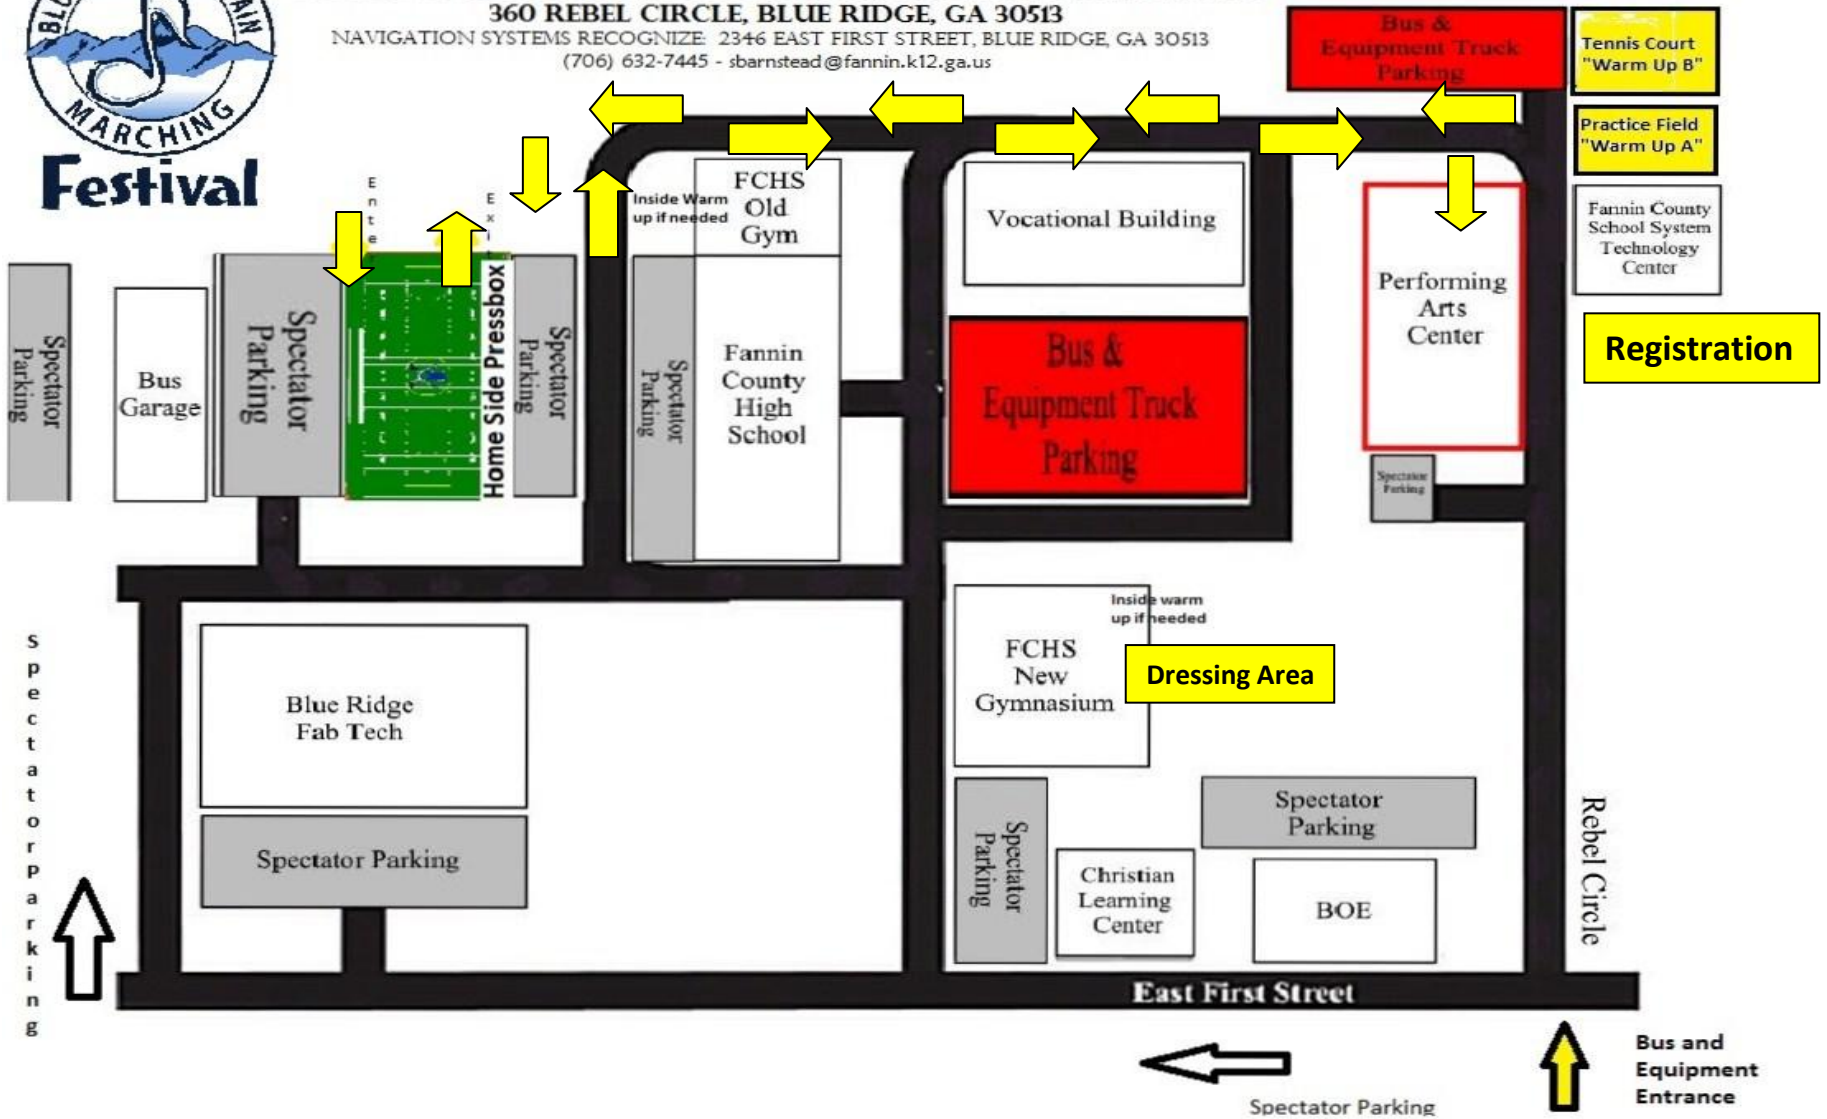 360 REBEL CIRCLE, BLUE RIDGE, GA 30513
NAVIGATION SYSTEMS RECOGNIZE: 2346 EAST FIRST STREET, BLUE RIDGE, GA 30513
(706) 632-7445 - sbarnstead@fannin.k12.ga.us
MARCHING
Festival
Bus &
Equipment Truck
Parking
Tennis Court
"Warm Up B"
Practice Field
"Warm Up A"
Enter
Exit
Inside Warm
up if needed
FCHS
Old
Gym
Vocational Building
Fannin County
School System
Technology
Center
Performing
Arts
Center
Registration
Spectator
Parking
Bus
Garage
Spectator
Parking
Home Side Pressbox
Spectator
Parking
Spectator
Parking
Fannin
County
High
School
Bus &
Equipment Truck
Parking
Spectator
Parking
Inside warm
up if needed
FCHS
New
Gymnasium
Dressing Area
Blue Ridge
Fab Tech
Spectator Parking
Spectator
Parking
Spectator
Parking
Christian
Learning
Center
BOE
Rebel Circle
SpectatorParking
East First Street
Spectator Parking
Bus and
Equipment
Entrance